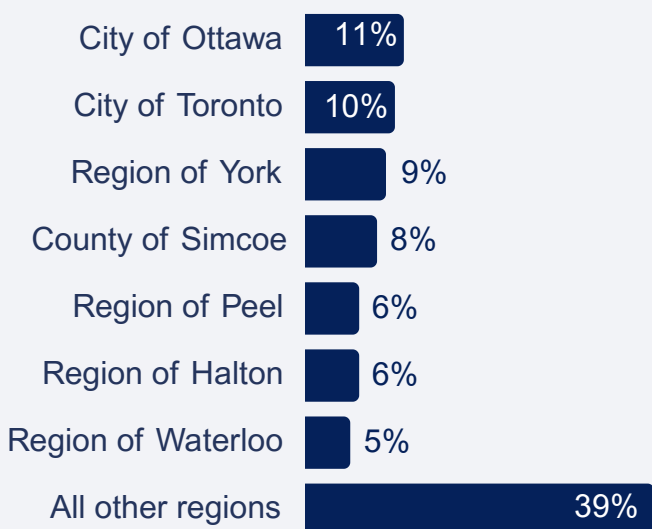 City of Ottawa 11%
City of Toronto 10%
Region of York 9%
County of Simcoe 8%
Region of Peel 6%
Region of Halton 6%
Region of Waterloo 5%
All other regions 39%